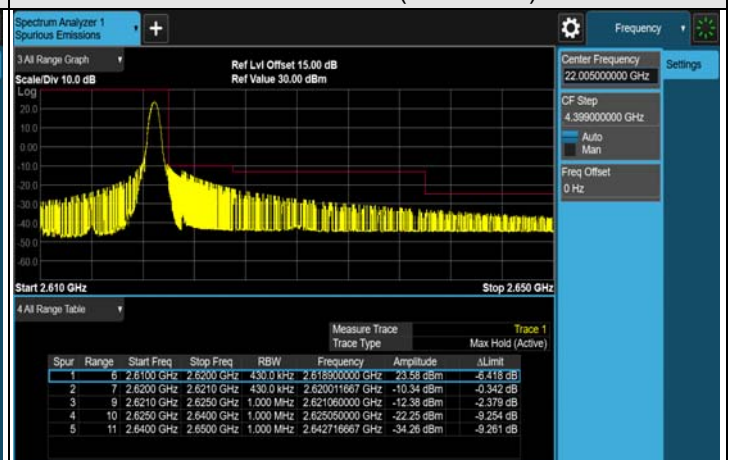 Spectrum Analyzer 1
Spurious Emissions
Frequency
3 All Range Graph
Scale/Div 10.0 dB
Ref Lvl Offset 15.00 dB
Ref Value 30.00 dBm
Log
20.0
10.0
0.00
-10.0
-20.0
-30.0
-40.0
-50.0
-60.0
Start 2.610 GHz
Stop 2.650 GHz
Center Frequency
22.005000000 GHz
Settings
CF Step
4.399000000 GHz
Auto
Man
Freq Offset
0 Hz
4 All Range Table
Measure Trace Trace 1
Trace Type Max Hold (Active)
Spur Range Start Freq Stop Freq RBW Frequency Amplitude ΔLimit
1 6 2.6100 GHz 2.6200 GHz 430.0 kHz 2.618900000 GHz 23.58 dBm -6.418 dB
2 7 2.6200 GHz 2.6210 GHz 430.0 kHz 2.620011667 GHz -10.34 dBm -0.342 dB
3 9 2.6210 GHz 2.6250 GHz 1.000 MHz 2.621060000 GHz -12.38 dBm -2.379 dB
4 10 2.6250 GHz 2.6400 GHz 1.000 MHz 2.625050000 GHz -22.25 dBm -9.254 dB
5 11 2.6400 GHz 2.6500 GHz 1.000 MHz 2.642716667 GHz -34.26 dBm -9.261 dB